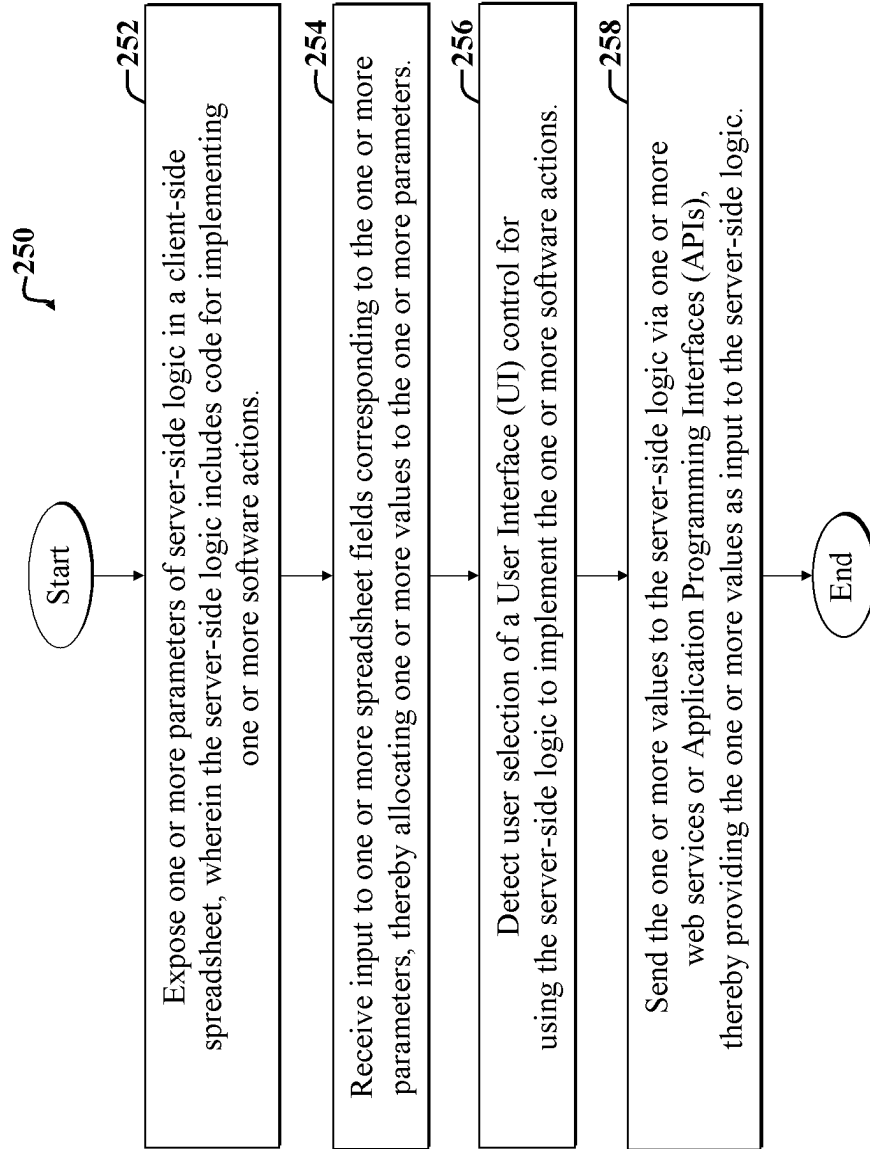 250
Start
252
Expose one or more parameters of server-side logic in a client-side
spreadsheet, wherein the server-side logic includes code for implementing
one or more software actions.
254
Receive input to one or more spreadsheet fields corresponding to the one or more
parameters, thereby allocating one or more values to the one or more parameters.
256
Detect user selection of a User Interface (UI) control for
using the server-side logic to implement the one or more software actions.
258
Send the one or more values to the server-side logic via one or more
web services or Application Programming Interfaces (APIs),
thereby providing the one or more values as input to the server-side logic.
End